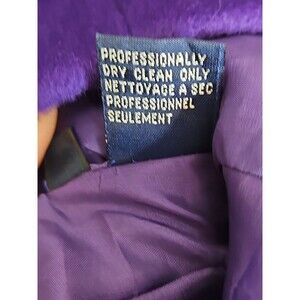 PROFESSIONALLY
DRY CLEAN ONLY
NETTOYAGE A SEC
PROFESSIONNEL
SEULEMENT